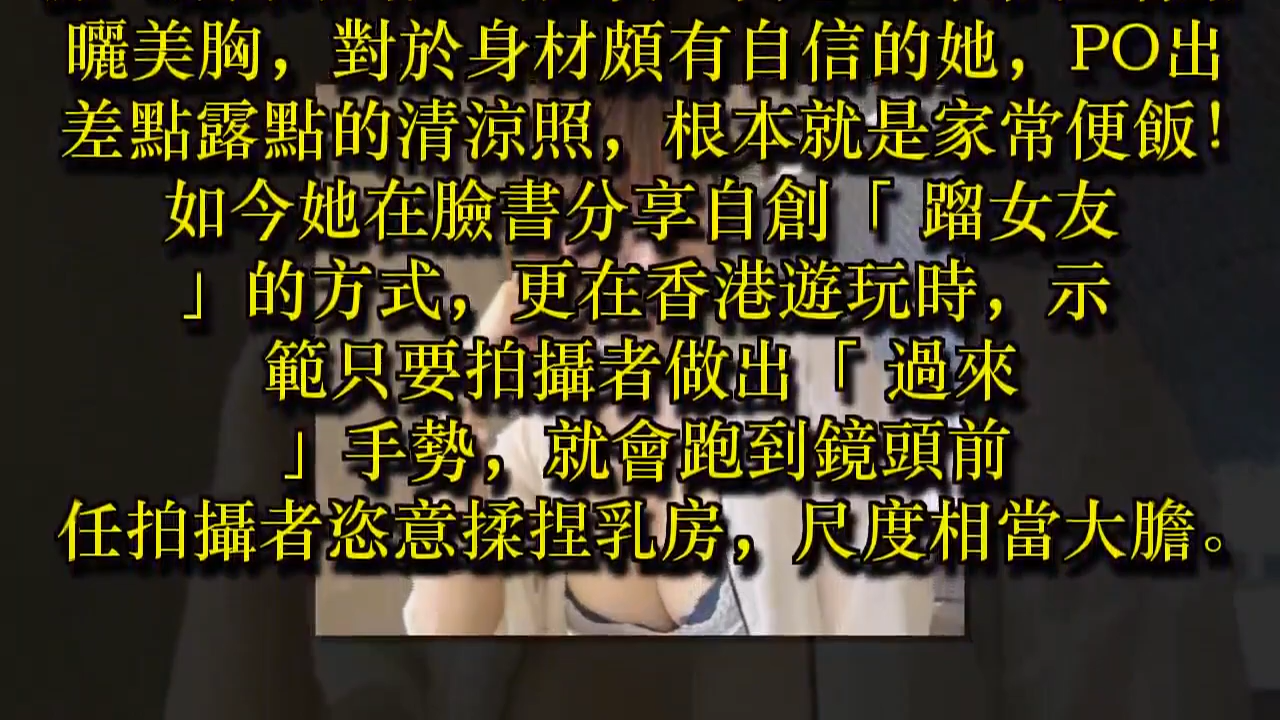 曬美胸，對於身材頗有自信的她，PO出
差點露點的清涼照，根本就是家常便飯！
如今她在臉書分享自創「 蹓女友
」的方式，更在香港遊玩時，示
範只要拍攝者做出「 過來
」手勢，就會跑到鏡頭前
任拍攝者恣意揉捏乳房，尺度相當大膽。